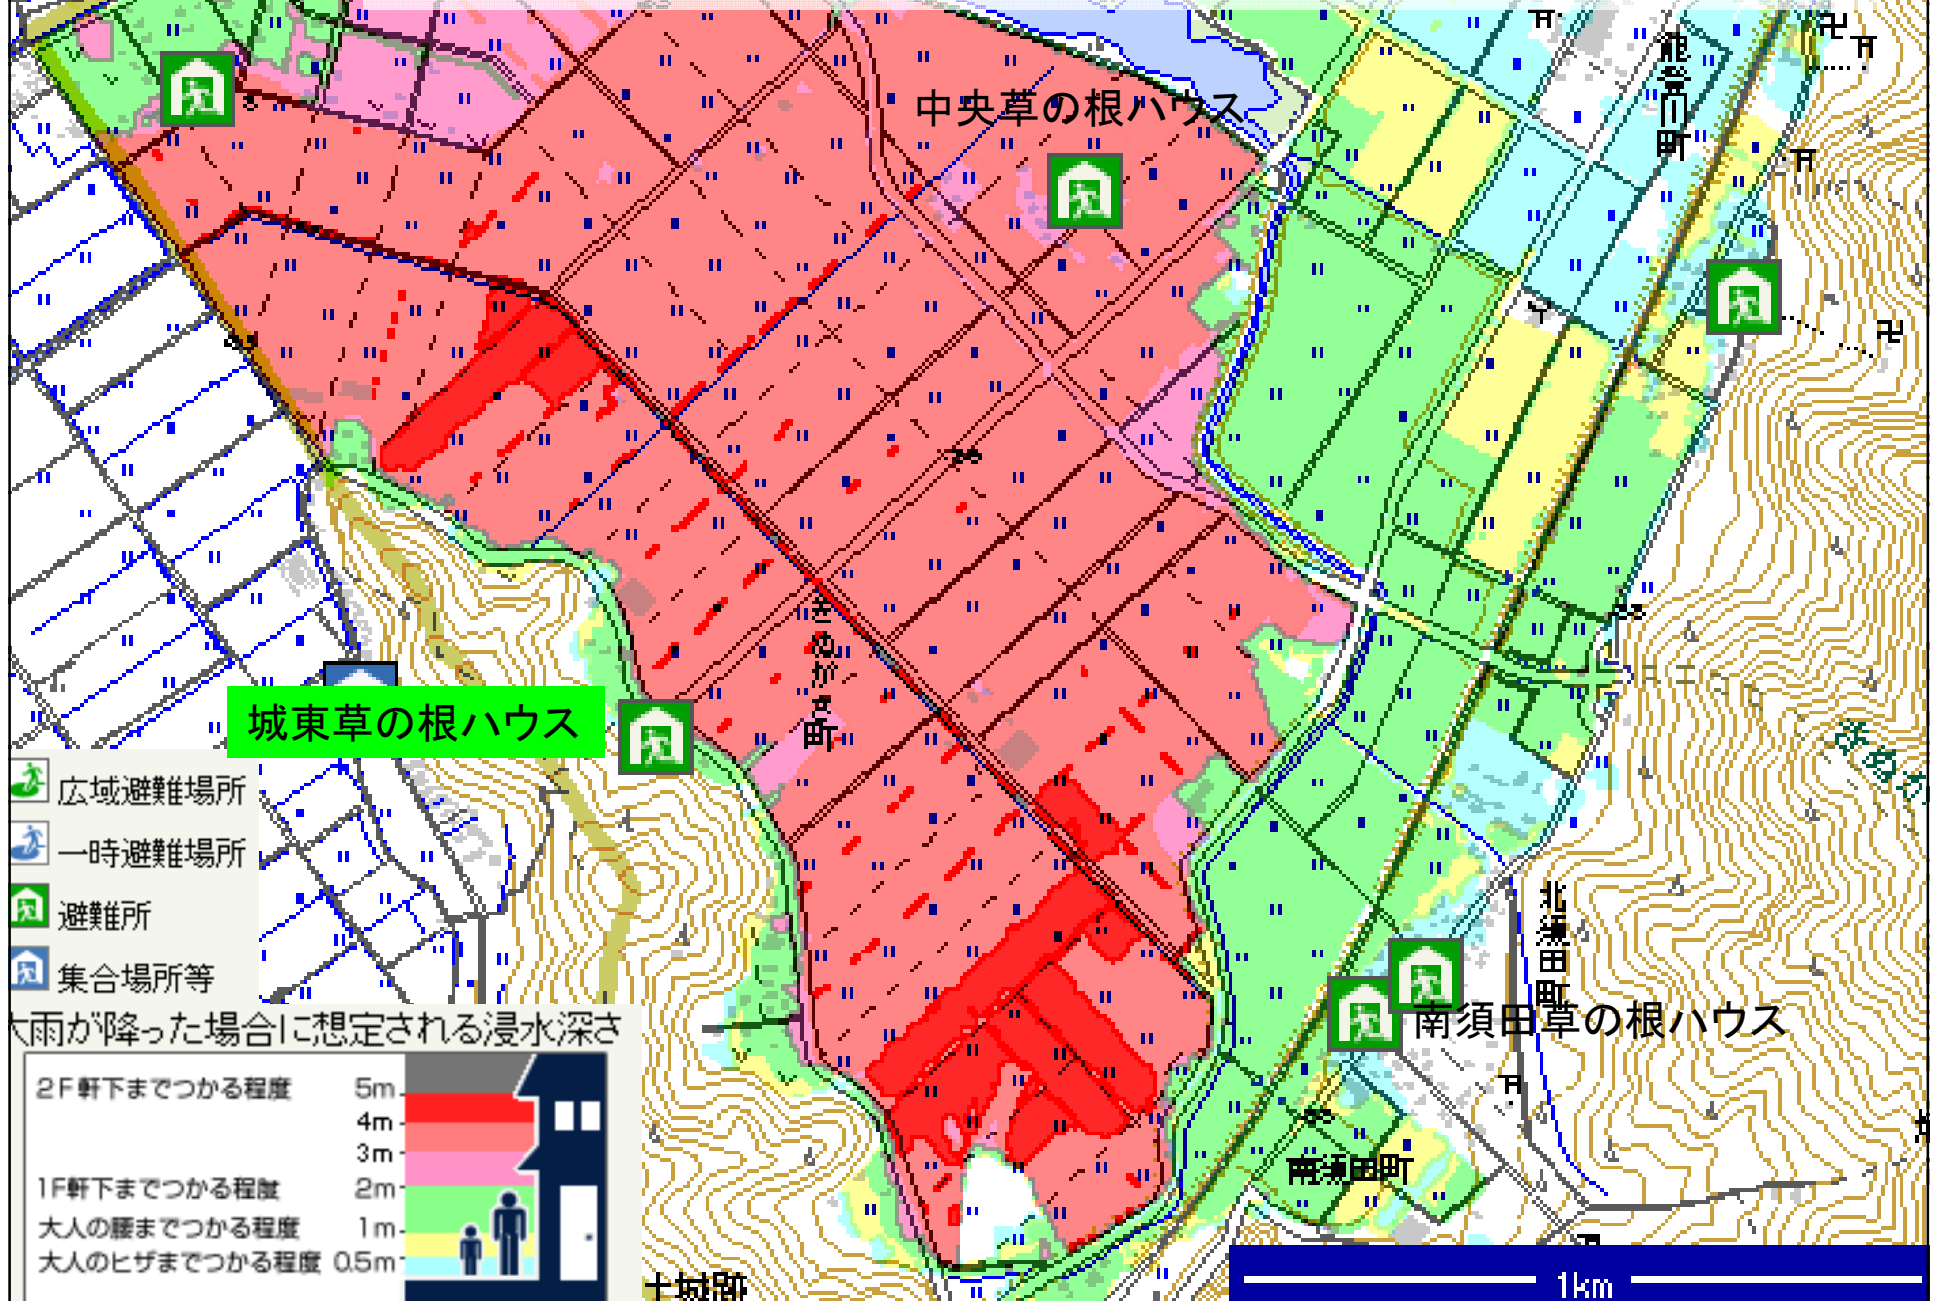 中央草の根ハウス
能登川町
きぬがさ町
城東草の根ハウス
広域避難場所
一時避難場所
避難所
集合場所等
大雨が降った場合に想定される浸水深さ
2F軒下までつかる程度 5m
4m
3m
1F軒下までつかる程度 2m
大人の腰までつかる程度 1m
大人のヒザまでつかる程度 0.5m
北須田町
南須田草の根ハウス
南須田町
1km